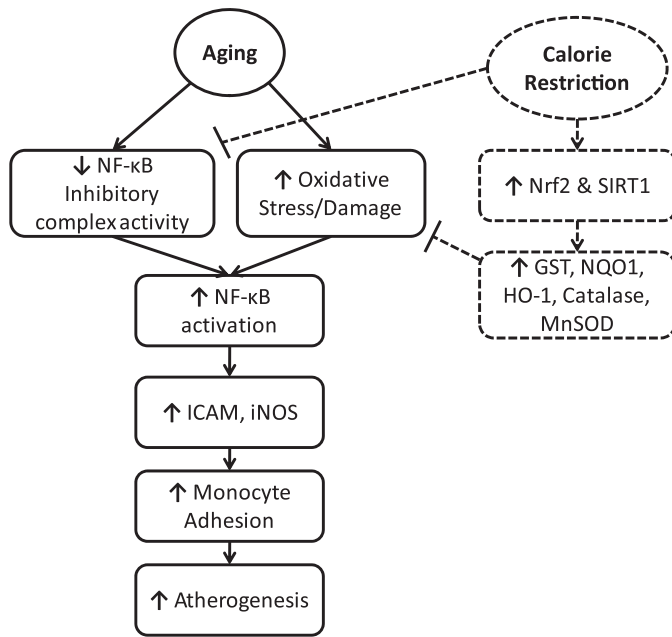 Aging
Calorie
Restriction
↓ NF-κB
Inhibitory
complex activity
↑ Oxidative
Stress/Damage
↑ Nrf2 & SIRT1
↑ GST, NQO1,
HO-1, Catalase,
MnSOD
↑ NF-κB
activation
↑ ICAM, iNOS
↑ Monocyte
Adhesion
↑ Atherogenesis